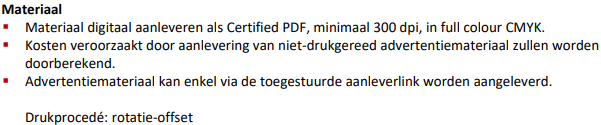 Materiaal
▪ Materiaal digitaal aanleveren als Certified PDF, minimaal 300 dpi, in full colour CMYK.
▪ Kosten veroorzaakt door aanlevering van niet-drukgereed advertentiemateriaal zullen worden
doorberekend.
▪ Advertentiemateriaal kan enkel via de toegestuurde aanleverlink worden aangeleverd.
Drukprocedé: rotatie-offset